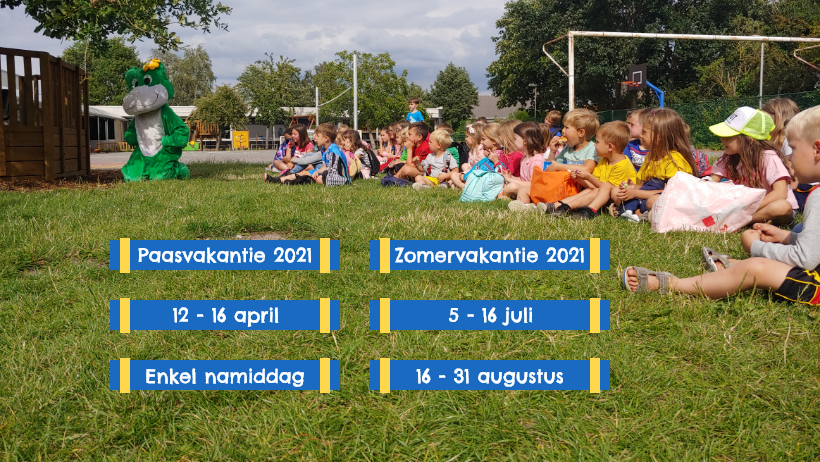 Paasvakantie 2021
12 - 16 april
Enkel namiddag
Zomervakantie 2021
5 - 16 juli
16 - 31 augustus